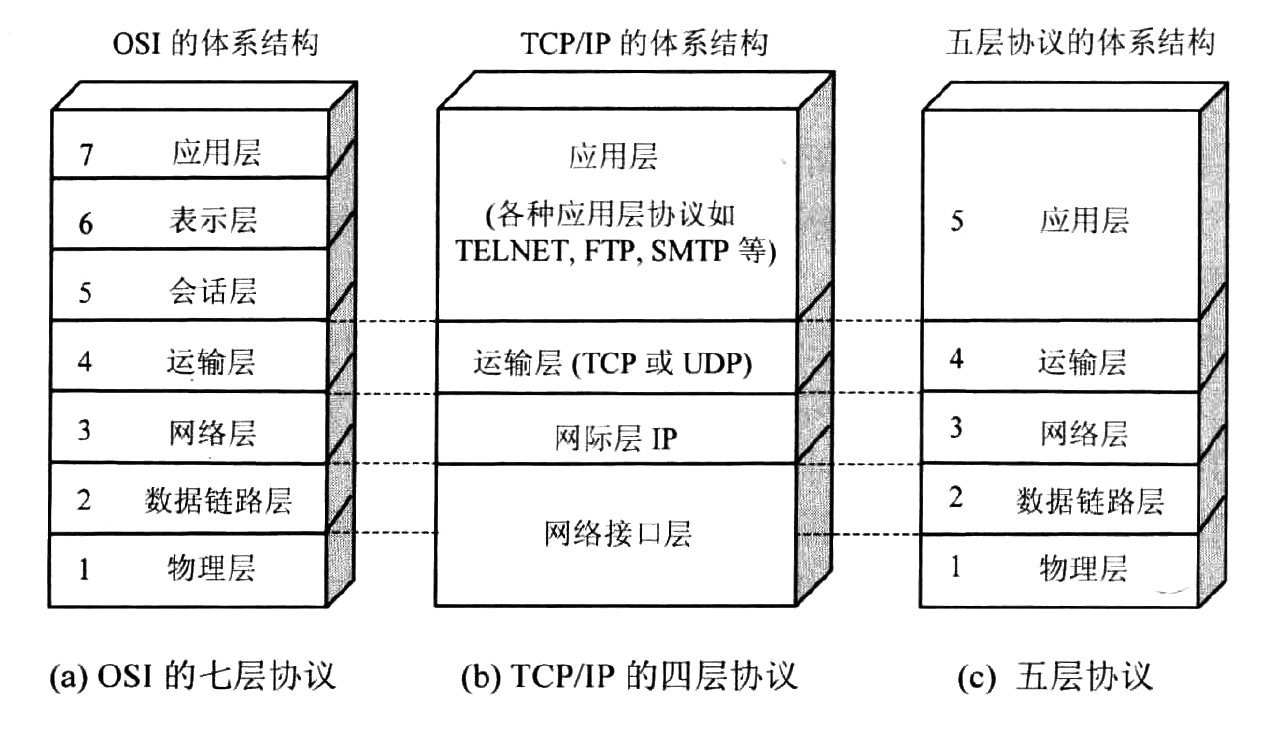 OSI 的体系结构
7 应用层
6 表示层
5 会话层
4 运输层
3 网络层
2 数据链路层
1 物理层
(a) OSI 的七层协议
TCP/IP 的体系结构
应用层
(各种应用层协议如
TELNET, FTP, SMTP 等)
运输层 (TCP 或 UDP)
网际层 IP
网络接口层
(b) TCP/IP 的四层协议
五层协议的体系结构
5 应用层
4 运输层
3 网络层
2 数据链路层
1 物理层
(c) 五层协议